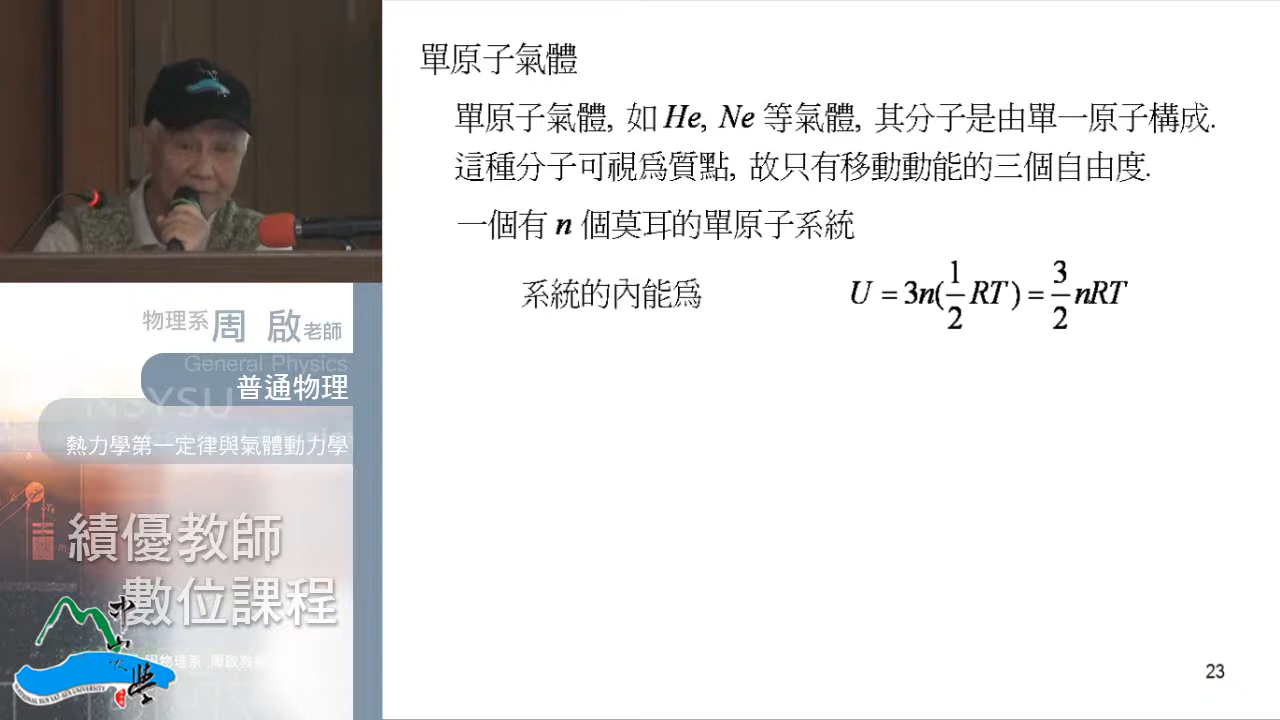 單原子氣體
單原子氣體, 如 He, Ne 等氣體, 其分子是由單一原子構成.
這種分子可視為質點, 故只有移動動能的三個自由度.
一個有 n 個莫耳的單原子系統
系統的內能為 U = 3n(1/2 RT) = 3/2 nRT
物理系 周 啟 老師
General Physics
普通物理
NSYSU
熱力學第一定律與氣體動力學
績優教師
數位課程
NATIONAL SUN YAT-SEN UNIVERSITY
23